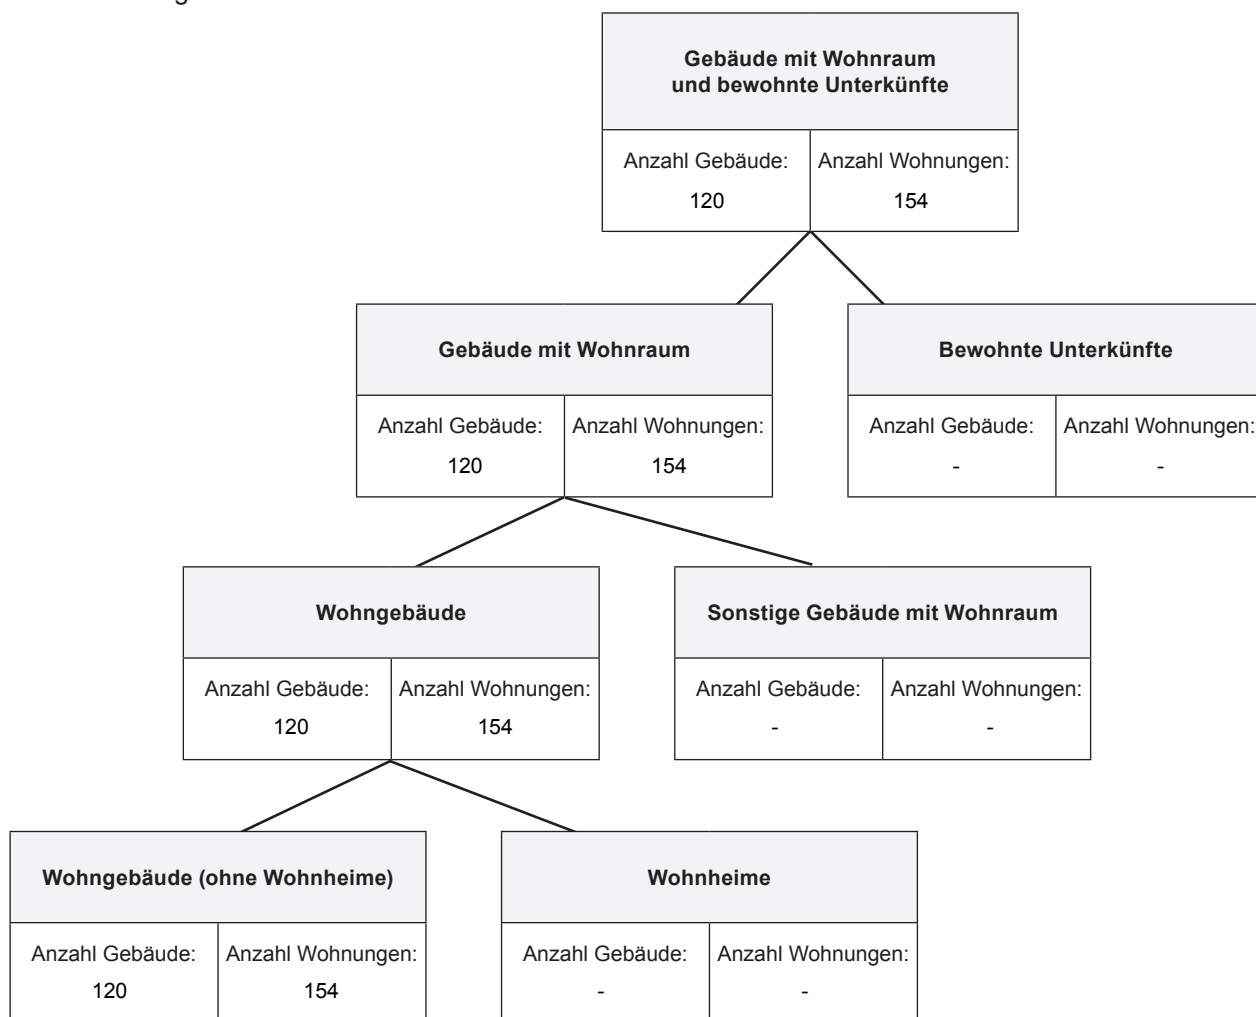 Gebäude mit Wohnraum
und bewohnte Unterkünfte
Anzahl Gebäude: Anzahl Wohnungen:
120 154
Gebäude mit Wohnraum
Bewohnte Unterkünfte
Anzahl Gebäude: Anzahl Wohnungen:
120 154
Anzahl Gebäude: Anzahl Wohnungen:
- -
Wohngebäude
Sonstige Gebäude mit Wohnraum
Anzahl Gebäude: Anzahl Wohnungen:
120 154
Anzahl Gebäude: Anzahl Wohnungen:
- -
Wohngebäude (ohne Wohnheime)
Wohnheime
Anzahl Gebäude: Anzahl Wohnungen:
120 154
Anzahl Gebäude: Anzahl Wohnungen:
- -